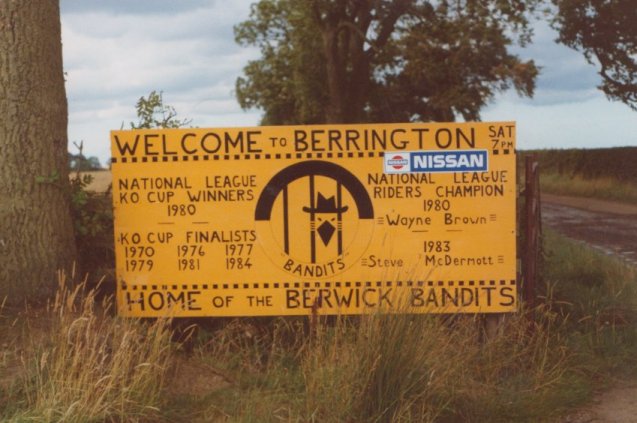 WELCOME TO BERRINGTON SAT 7PM
NISSAN NISSAN
NATIONAL LEAGUE
KO CUP WINNERS
1980
KO CUP FINALISTS
1970 1976 1977
1979 1981 1984
BANDITS
NATIONAL LEAGUE
RIDERS CHAMPION
1980
=Wayne Brown=
1983
=Steve McDermott=
HOME OF THE BERWICK BANDITS